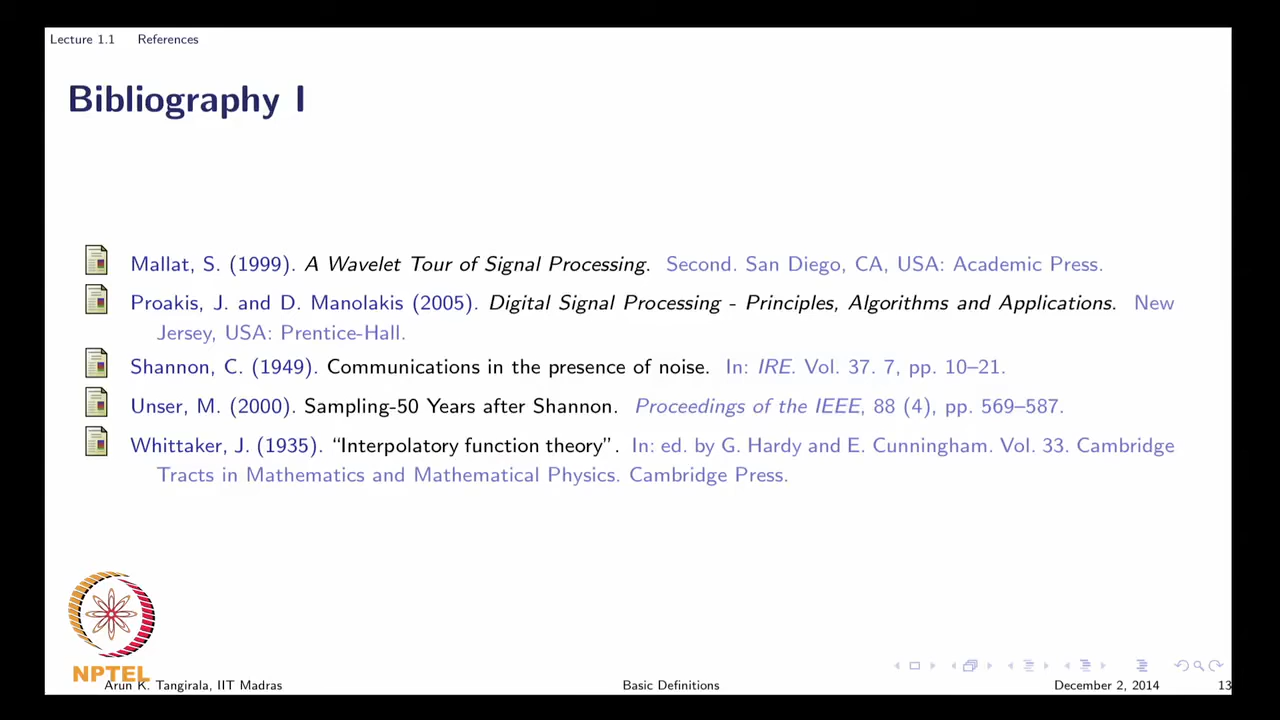 Lecture 1.1 References
Bibliography I
Mallat, S. (1999). A Wavelet Tour of Signal Processing. Second. San Diego, CA, USA: Academic Press.
Proakis, J. and D. Manolakis (2005). Digital Signal Processing - Principles, Algorithms and Applications. New
Jersey, USA: Prentice-Hall.
Shannon, C. (1949). Communications in the presence of noise. In: IRE. Vol. 37. 7, pp. 10–21.
Unser, M. (2000). Sampling-50 Years after Shannon. Proceedings of the IEEE, 88 (4), pp. 569–587.
Whittaker, J. (1935). “Interpolatory function theory”. In: ed. by G. Hardy and E. Cunningham. Vol. 33. Cambridge
Tracts in Mathematics and Mathematical Physics. Cambridge Press.
NPTEL
Arun K. Tangirala, IIT Madras Basic Definitions December 2, 2014 13